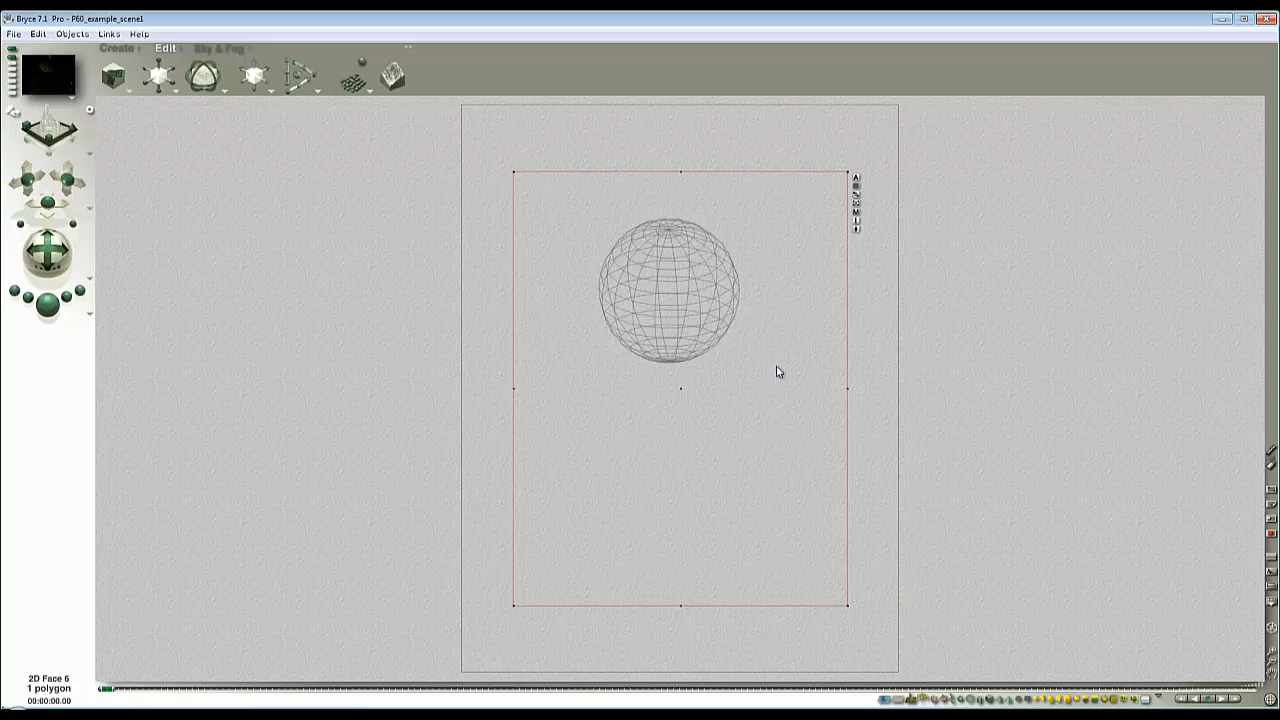 Bryce 7.1 Pro - P60_example_scene1
File Edit Objects Links Help
Create Edit Sky & Fog
A
M
2D Face 6
1 polygon
00:00:00.00